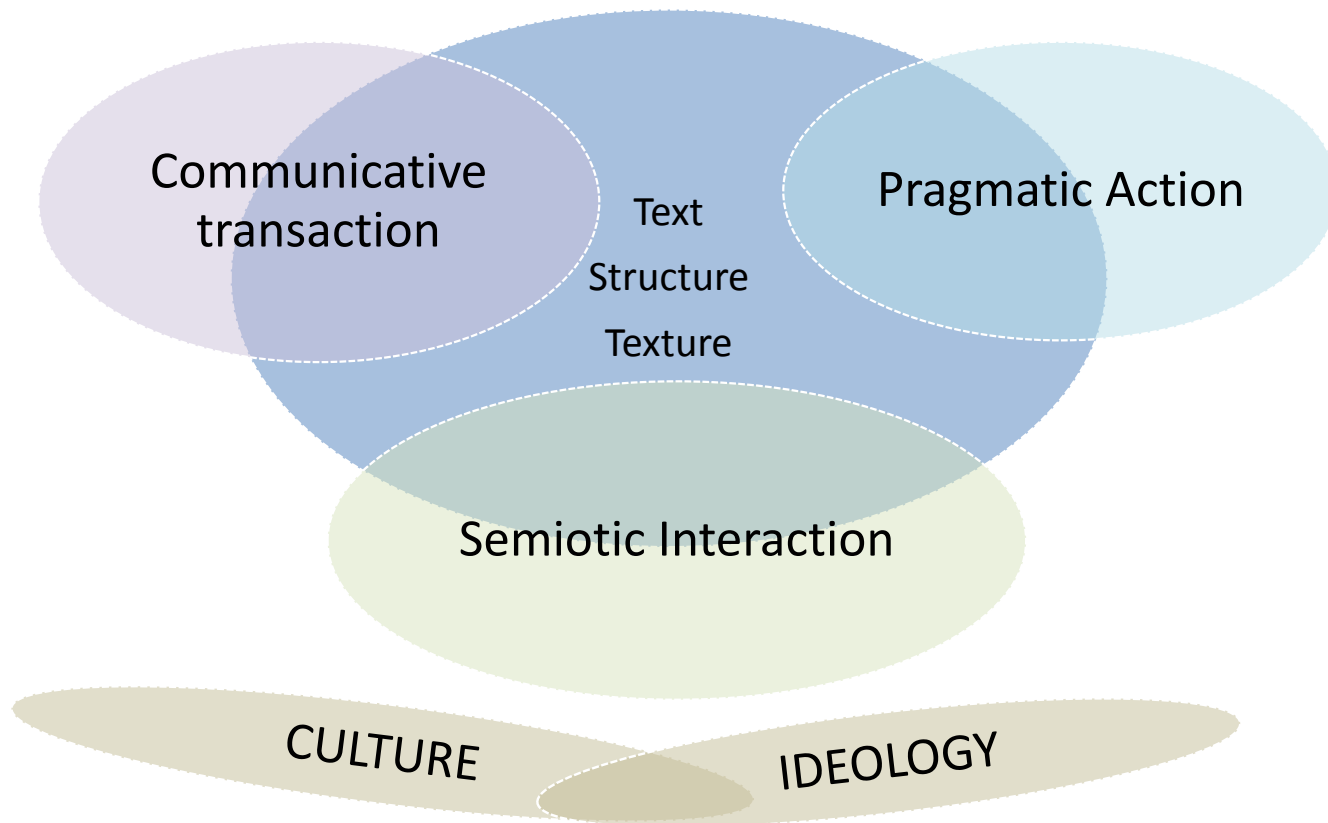 Communicative
transaction
Pragmatic Action
Text
Structure
Texture
Semiotic Interaction
CULTURE
IDEOLOGY